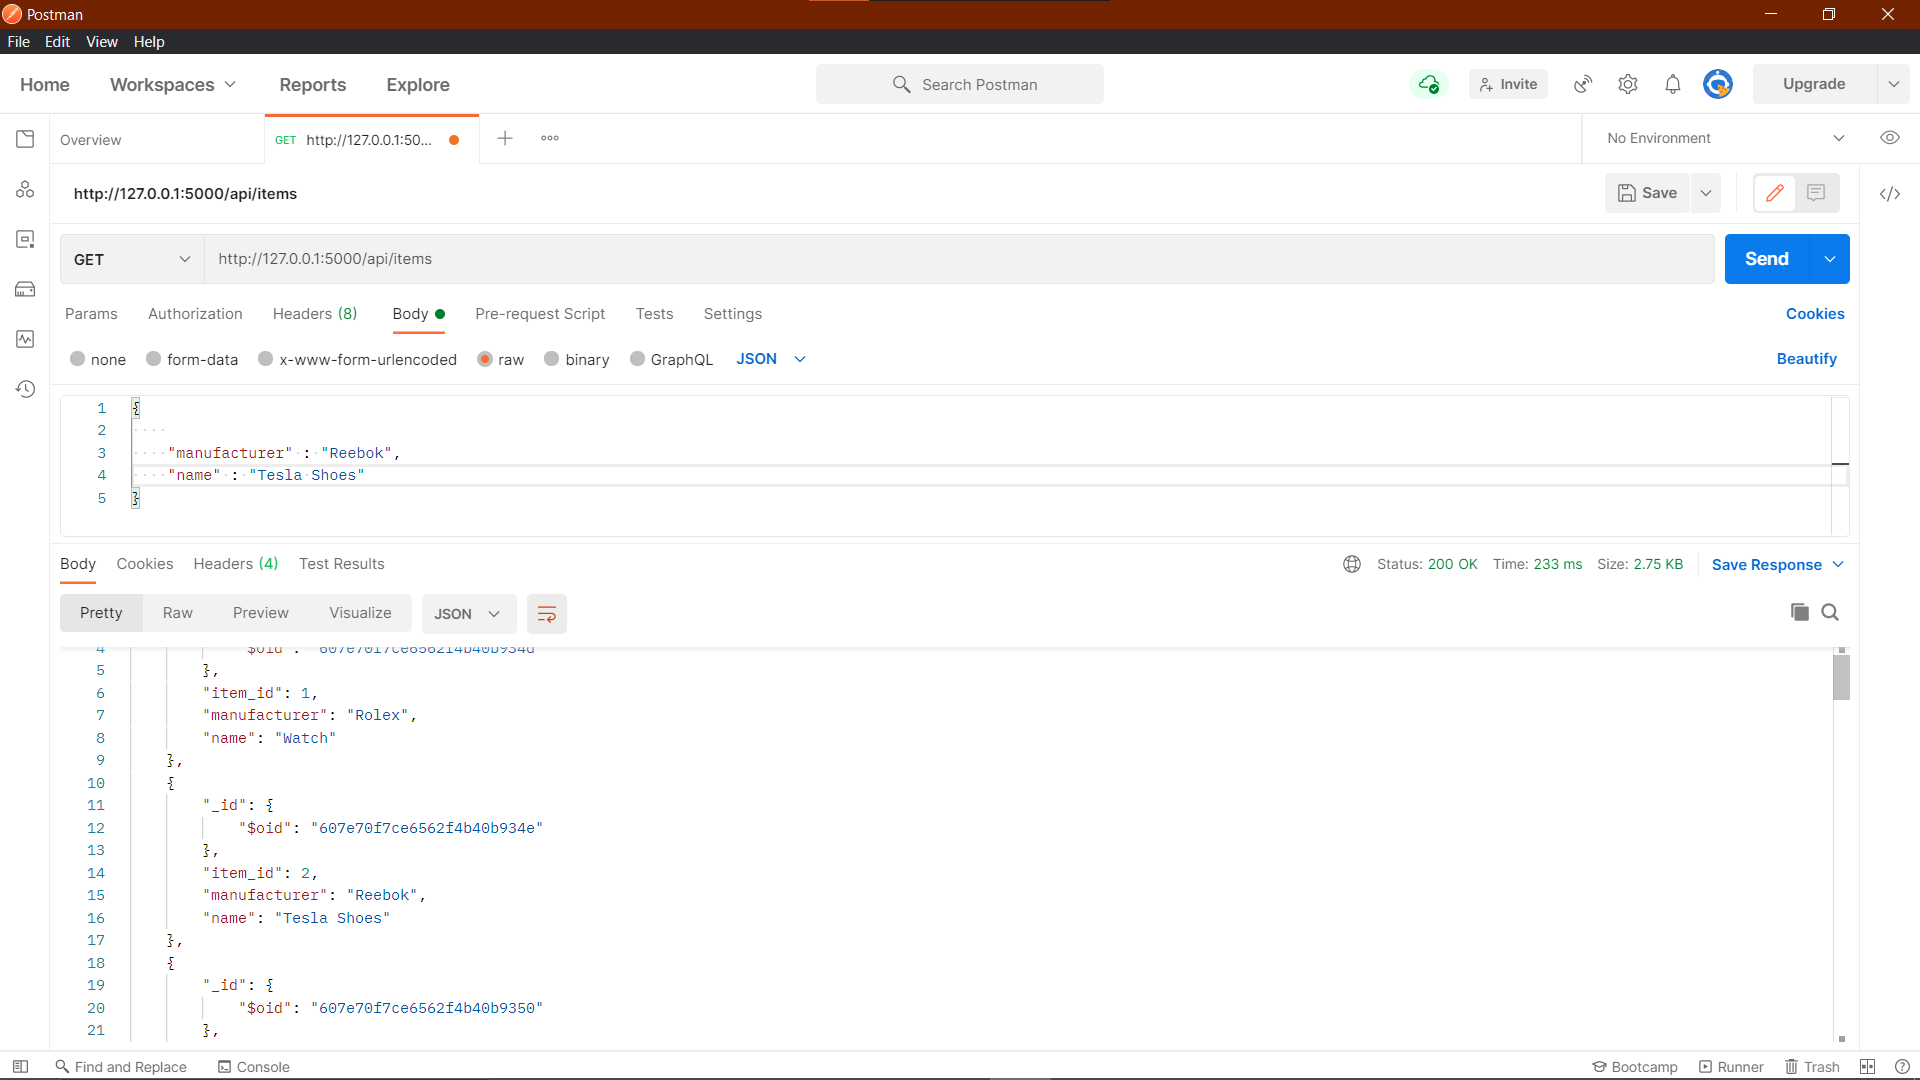 Postman
File Edit View Help
Home Workspaces Reports Explore Search Postman Invite Upgrade
Overview GET http://127.0.0.1:50... No Environment
http://127.0.0.1:5000/api/items Save
GET http://127.0.0.1:5000/api/items Send
Params Authorization Headers (8) Body Pre-request Script Tests Settings Cookies
none form-data x-www-form-urlencoded raw binary GraphQL JSON Beautify
1 {
2
3 "manufacturer" : "Reebok",
4 "name" : "Tesla Shoes"
5 }
Body Cookies Headers (4) Test Results Status: 200 OK Time: 233 ms Size: 2.75 KB Save Response
Pretty Raw Preview Visualize JSON
4 "$oid": "607e70f7ce6562f4b40b934d"
5 },
6 "item_id": 1,
7 "manufacturer": "Rolex",
8 "name": "Watch"
9 },
10 {
11 "_id": {
12 "$oid": "607e70f7ce6562f4b40b934e"
13 },
14 "item_id": 2,
15 "manufacturer": "Reebok",
16 "name": "Tesla Shoes"
17 },
18 {
19 "_id": {
20 "$oid": "607e70f7ce6562f4b40b9350"
21 },
Find and Replace Console Bootcamp Runner Trash